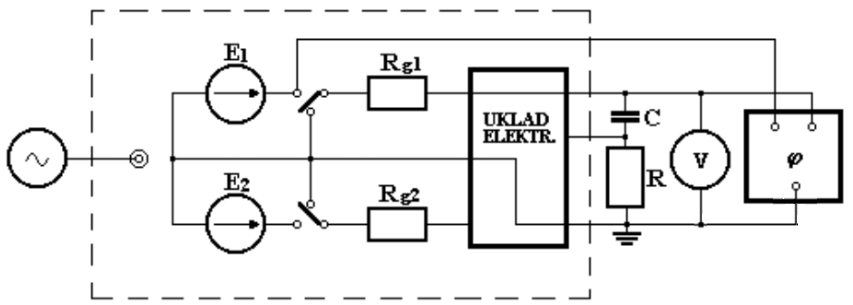 E1
Rg1
UKLAD
ELEKTR.
C
V
φ
R
E2
Rg2